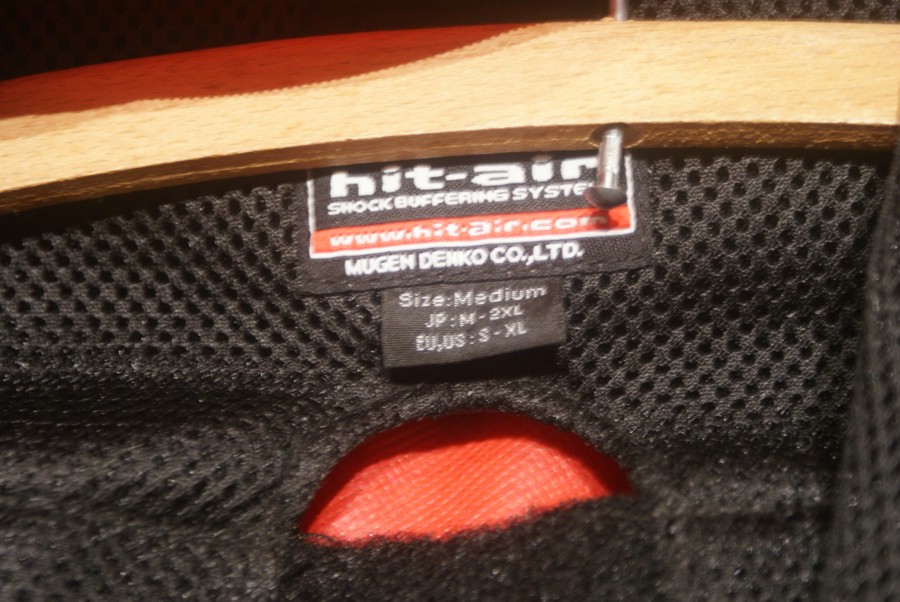 hit-air
SHOCK BUFFERING SYSTEM
www.hit-air.com
MUGEN DENKO CO.,LTD.
Size:Medium
JP:M-2XL
EU,US:S-XL